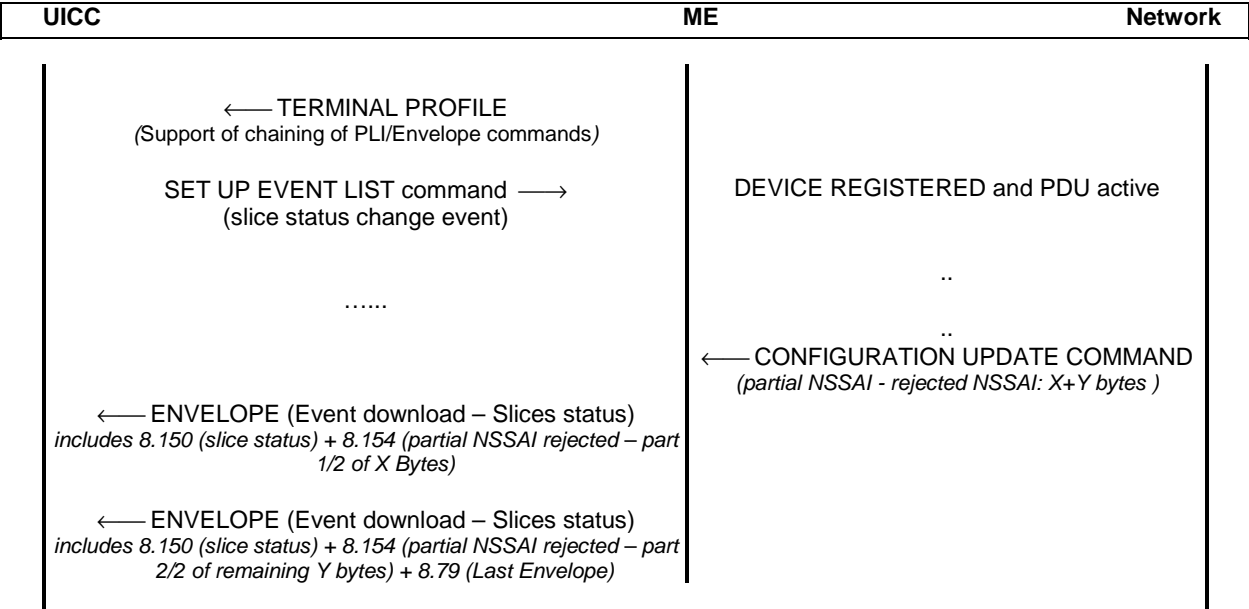 UICC ME Network
⟵ TERMINAL PROFILE
(Support of chaining of PLI/Envelope commands)
SET UP EVENT LIST command ⟶ DEVICE REGISTERED and PDU active
(slice status change event)
..
…...
..
⟵ CONFIGURATION UPDATE COMMAND
(partial NSSAI - rejected NSSAI: X+Y bytes )
⟵ ENVELOPE (Event download – Slices status)
includes 8.150 (slice status) + 8.154 (partial NSSAI rejected – part
1/2 of X Bytes)
⟵ ENVELOPE (Event download – Slices status)
includes 8.150 (slice status) + 8.154 (partial NSSAI rejected – part
2/2 of remaining Y bytes) + 8.79 (Last Envelope)